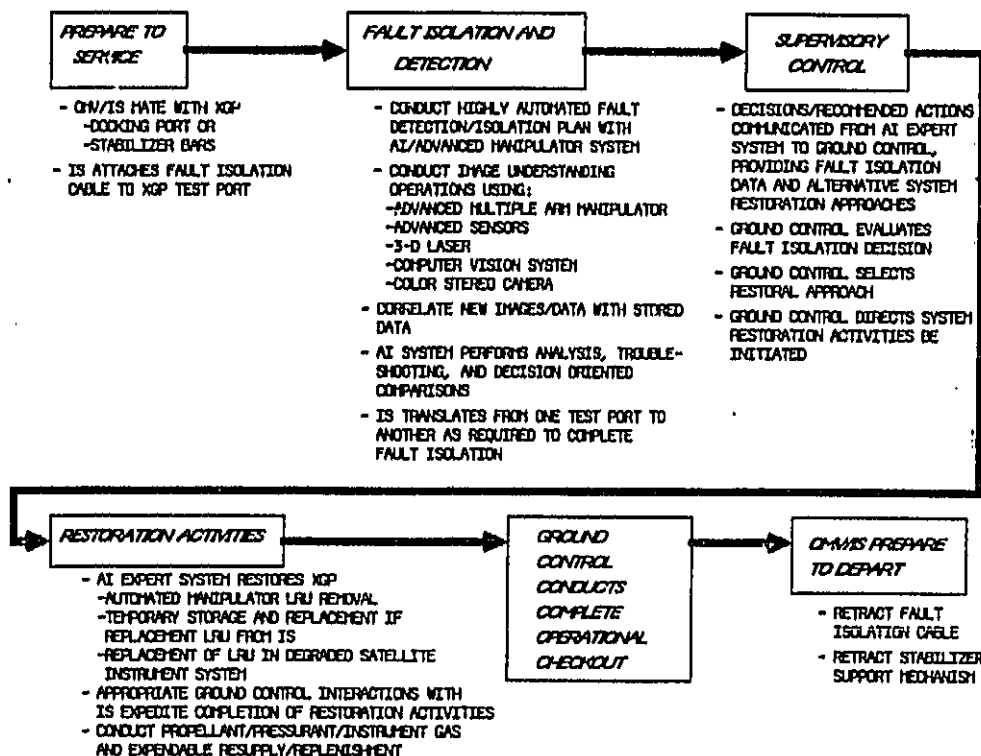 PREPARE TO
SERVICE
- OMV/IS MATE WITH XGP
-DOCKING PORT OR
-STABILIZER BARS
- IS ATTACHES FAULT ISOLATION
CABLE TO XGP TEST PORT
FAULT ISOLATION AND
DETECTION
- CONDUCT HIGHLY AUTOMATED FAULT
DETECTION/ISOLATION PLAN WITH
AI/ADVANCED MANIPULATOR SYSTEM
- CONDUCT IMAGE UNDERSTANDING
OPERATIONS USING:
-ADVANCED MULTIPLE ARM MANIPULATOR
-ADVANCED SENSORS
-3-D LASER
-COMPUTER VISION SYSTEM
-COLOR STEREO CAMERA
- CORRELATE NEW IMAGES/DATA WITH STORED
DATA
- AI SYSTEM PERFORMS ANALYSIS, TROUBLE-
SHOOTING, AND DECISION ORIENTED
COMPARISONS
- IS TRANSLATES FROM ONE TEST PORT TO
ANOTHER AS REQUIRED TO COMPLETE
FAULT ISOLATION
SUPERVISORY
CONTROL
- DECISIONS/RECOMMENDED ACTIONS
COMMUNICATED FROM AI EXPERT
SYSTEM TO GROUND CONTROL,
PROVIDING FAULT ISOLATION
DATA AND ALTERNATIVE SYSTEM
RESTORATION APPROACHES
- GROUND CONTROL EVALUATES
FAULT ISOLATION DECISION
- GROUND CONTROL SELECTS
RESTORAL APPROACH
- GROUND CONTROL DIRECTS SYSTEM
RESTORATION ACTIVITIES BE
INITIATED
RESTORATION ACTIVITIES
- AI EXPERT SYSTEM RESTORES XGP
-AUTOMATED MANIPULATOR LRU REMOVAL
-TEMPORARY STORAGE AND REPLACEMENT IF
REPLACEMENT LRU FROM IS
-REPLACEMENT OF LRU IN DEGRADED SATELLITE
INSTRUMENT SYSTEM
- APPROPRIATE GROUND CONTROL INTERACTIONS WITH
IS EXPEDITE COMPLETION OF RESTORATION ACTIVITIES
- CONDUCT PROPELLANT/PRESSURANT/INSTRUMENT GAS
AND EXPENDABLE RESUPPLY/REPLENISHMENT
GROUND
CONTROL
CONDUCTS
COMPLETE
OPERATIONAL
CHECKOUT
OMV/IS PREPARE
TO DEPART
- RETRACT FAULT
ISOLATION CABLE
- RETRACT STABILIZER
SUPPORT MECHANISM